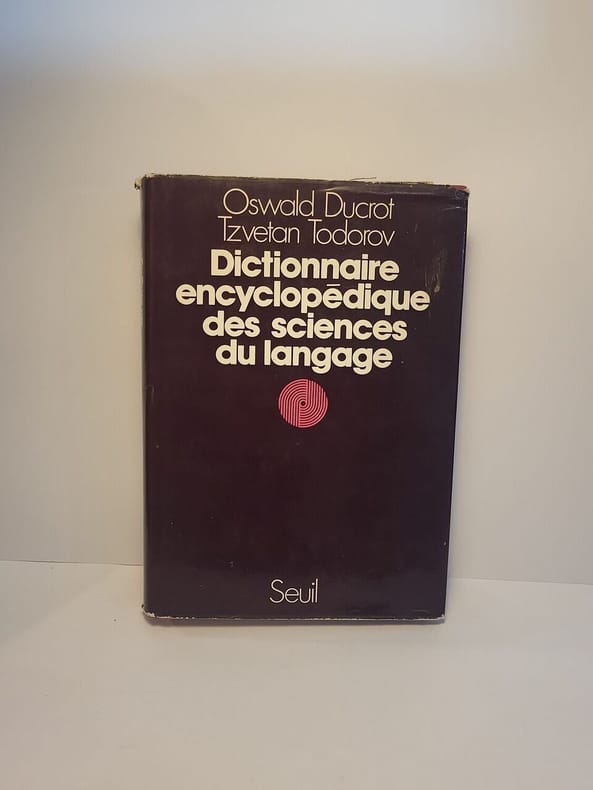 Oswald Ducrot
Tzvetan Todorov
Dictionnaire
encyclopédique
des sciences
du langage
Seuil